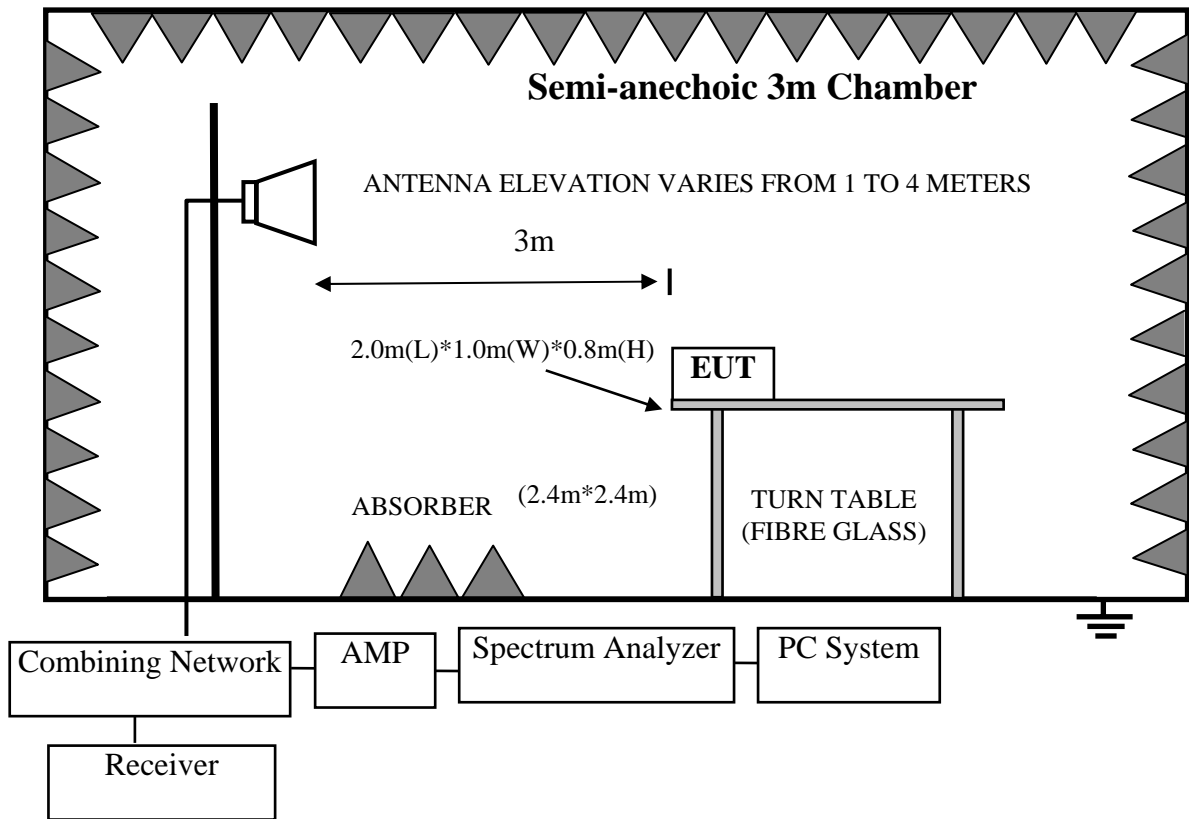 Semi-anechoic 3m Chamber
ANTENNA ELEVATION VARIES FROM 1 TO 4 METERS
3m
2.0m(L)*1.0m(W)*0.8m(H)
EUT
ABSORBER
(2.4m*2.4m)
TURN TABLE
(FIBRE GLASS)
Combining Network
AMP
Spectrum Analyzer
PC System
Receiver